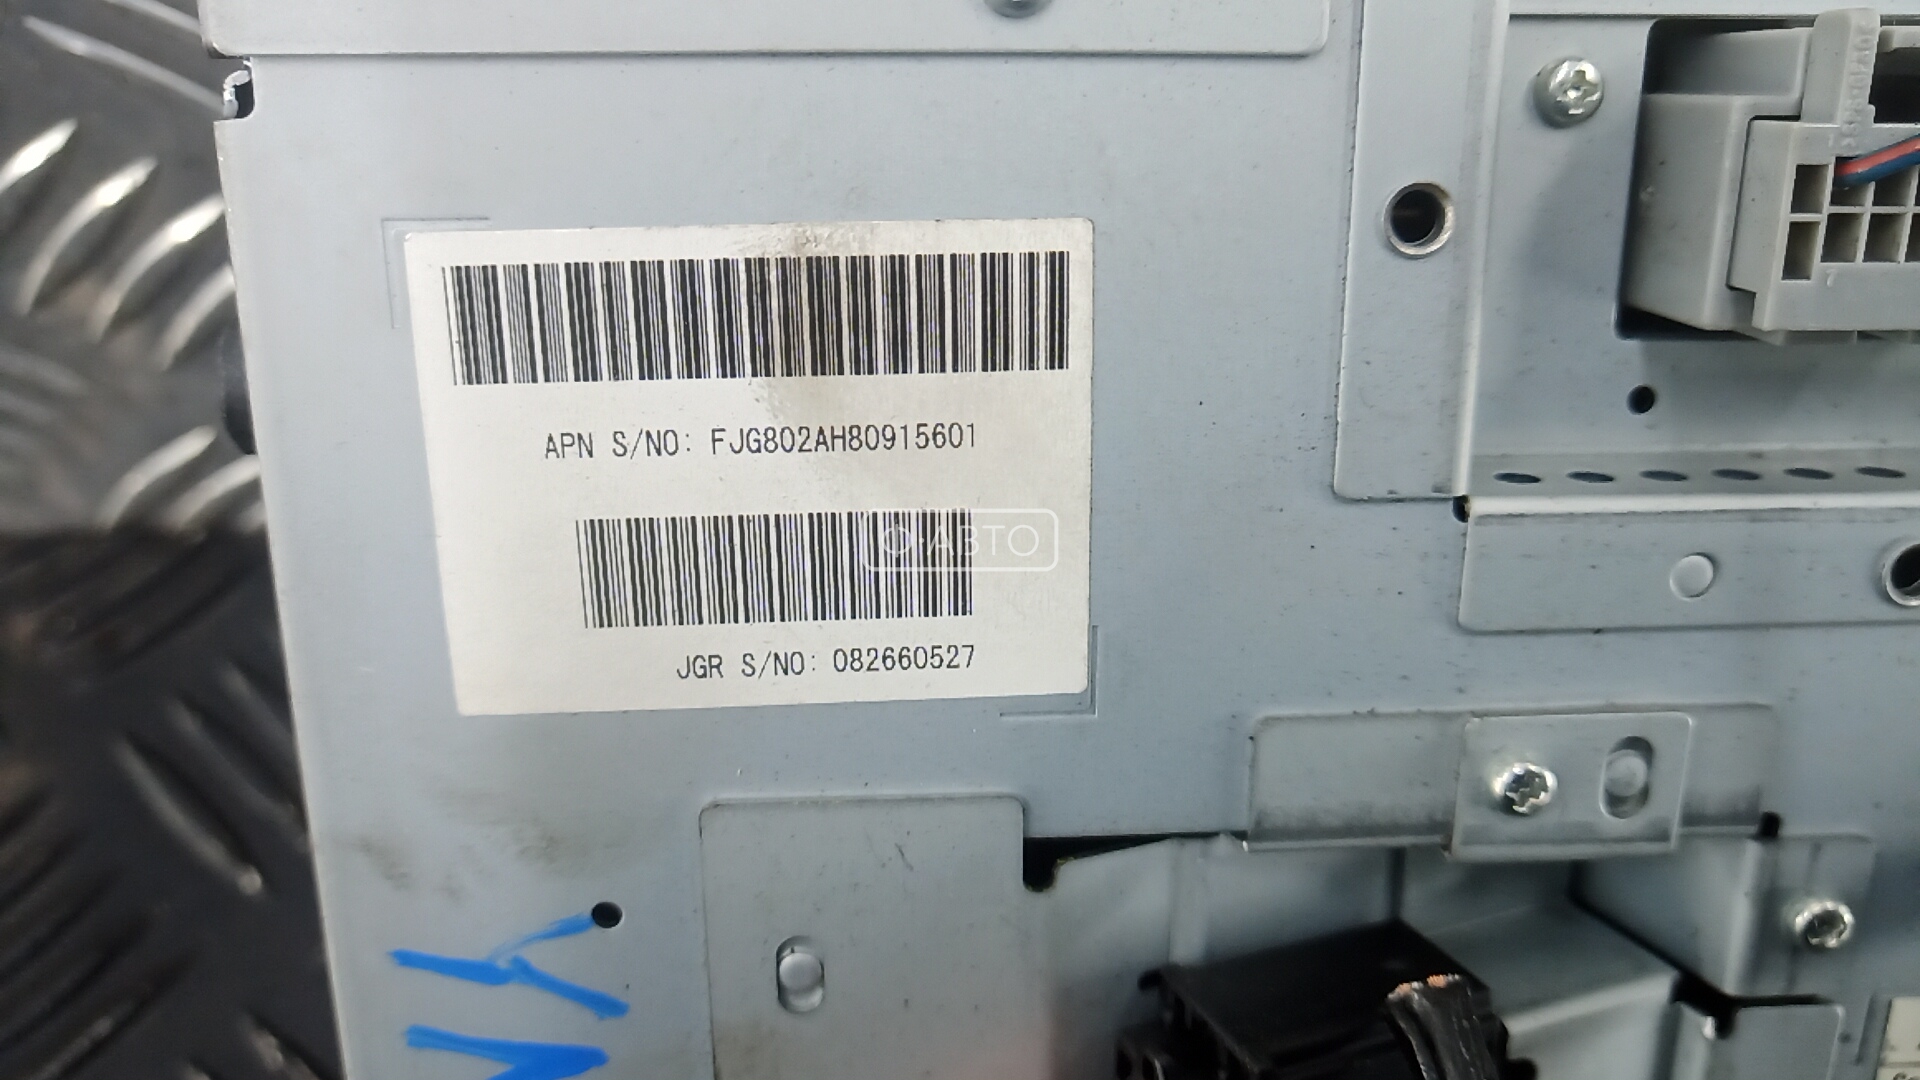 APN S/NO: FJG802AH80915601
АВТО
JGR S/NO: 082660527